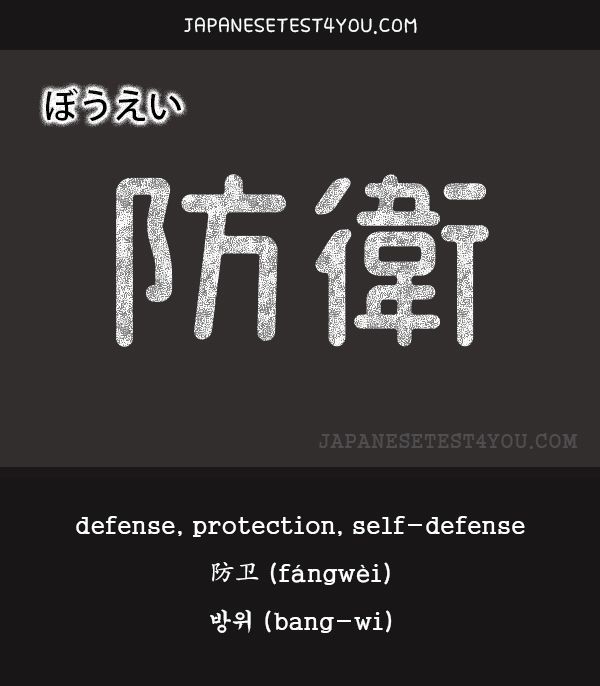 JAPANESETEST4YOU.COM
ぼうえい
防衛
JAPANESETEST4YOU.COM
defense, protection, self-defense
防卫 (fángwèi)
방위 (bang-wi)